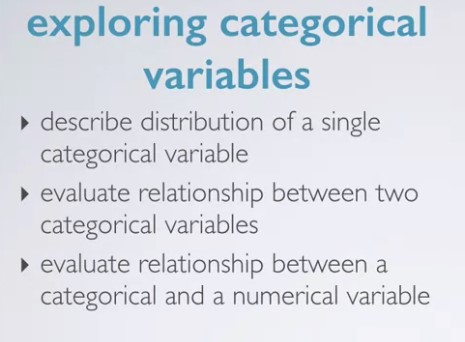 exploring categorical
variables
‣ describe distribution of a single
categorical variable
‣ evaluate relationship between two
categorical variables
‣ evaluate relationship between a
categorical and a numerical variable